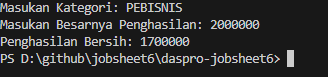 Masukan Kategori: PEBISNIS
Masukan Besarnya Penghasilan: 2000000
Penghasilan Bersih: 1700000
PS D:\github\jobsheet6\daspro-jobsheet6>